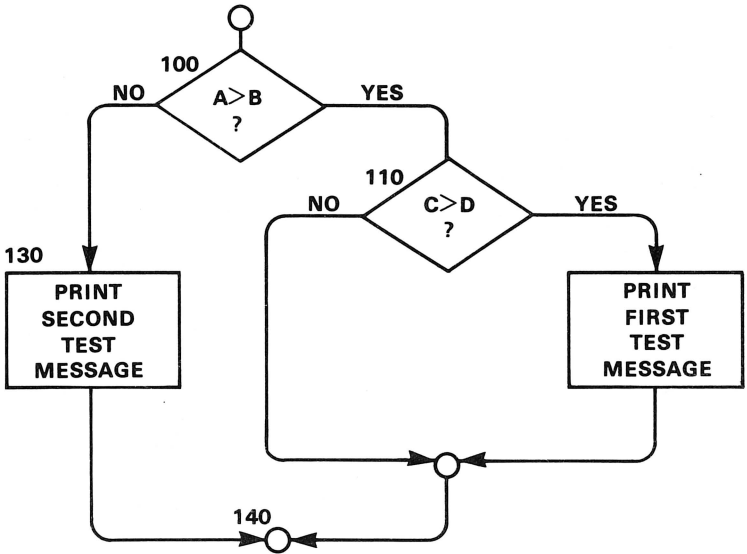 100
A>B
?
NO
YES
110
C>D
?
NO
YES
130
PRINT
SECOND
TEST
MESSAGE
PRINT
FIRST
TEST
MESSAGE
140